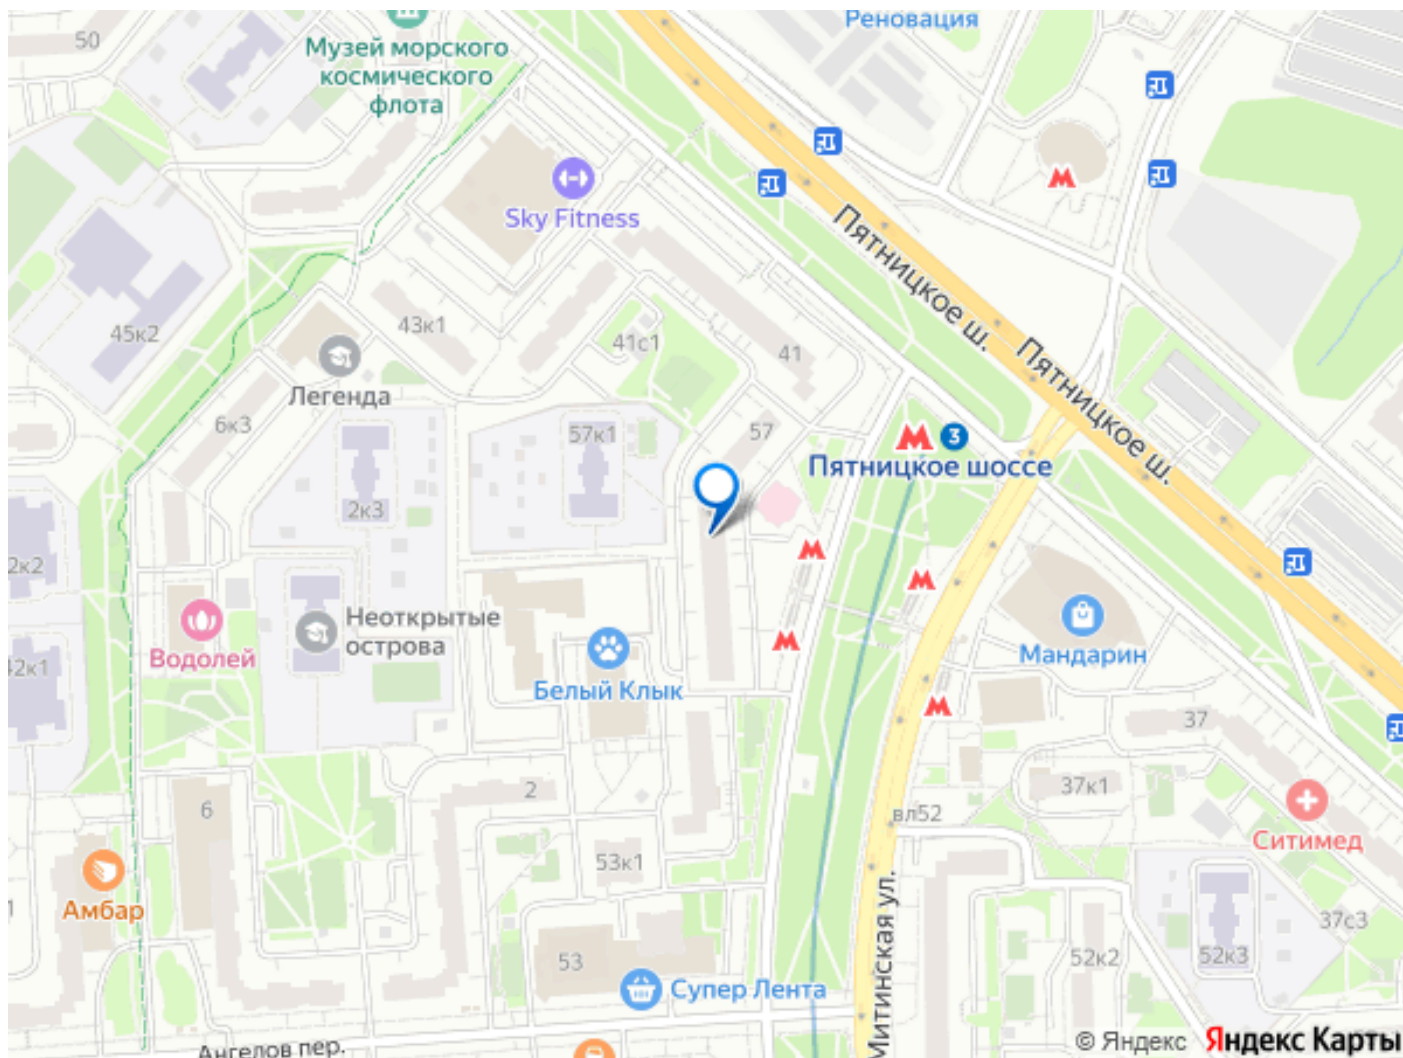 Реновация
50
Музей морского
космического
флота
Sky Fitness
Пятницкое ш.
Пятницкое ш.
45к2
43к1
41с1
41
Легенда
6к3
57к1
57
3
Пятницкое шоссе
2к3
2к2
Неоткрытые
острова
Водолей
42к1
Белый Клык
Мандарин
37
37к1
6
2
вл52
Ситимед
53к1
Амбар
1
37с3
53
52к2
52к3
Супер Лента
Митинская ул.
Ангелов пер.
© Яндекс Яндекс Карты